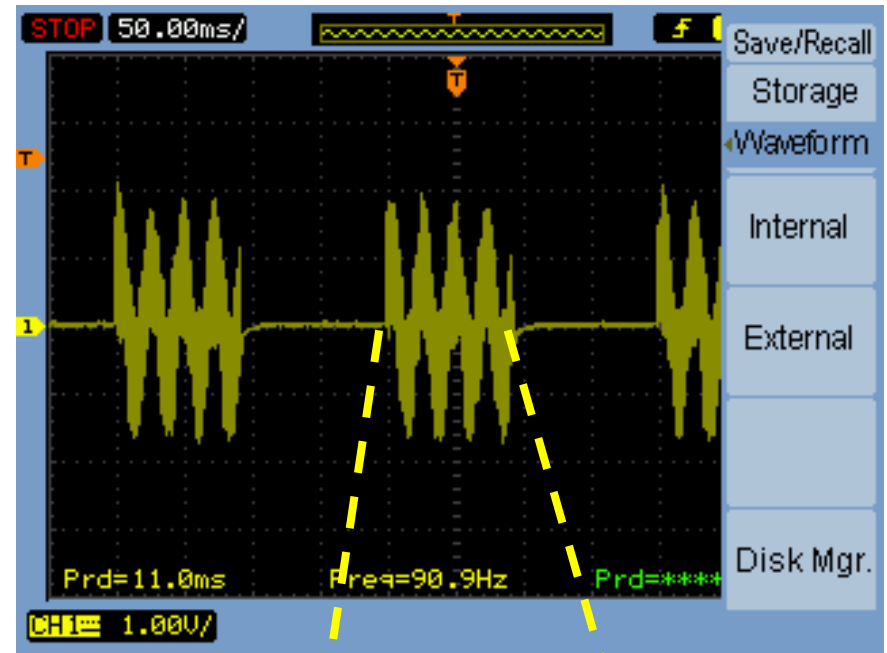 STOP 50.00ms/ T Save/Recall
T
Storage
T Waveform
Internal
1
External
Prd=11.0ms Freq=90.9Hz Prd=****
Disk Mgr.
CH1 1.00V/